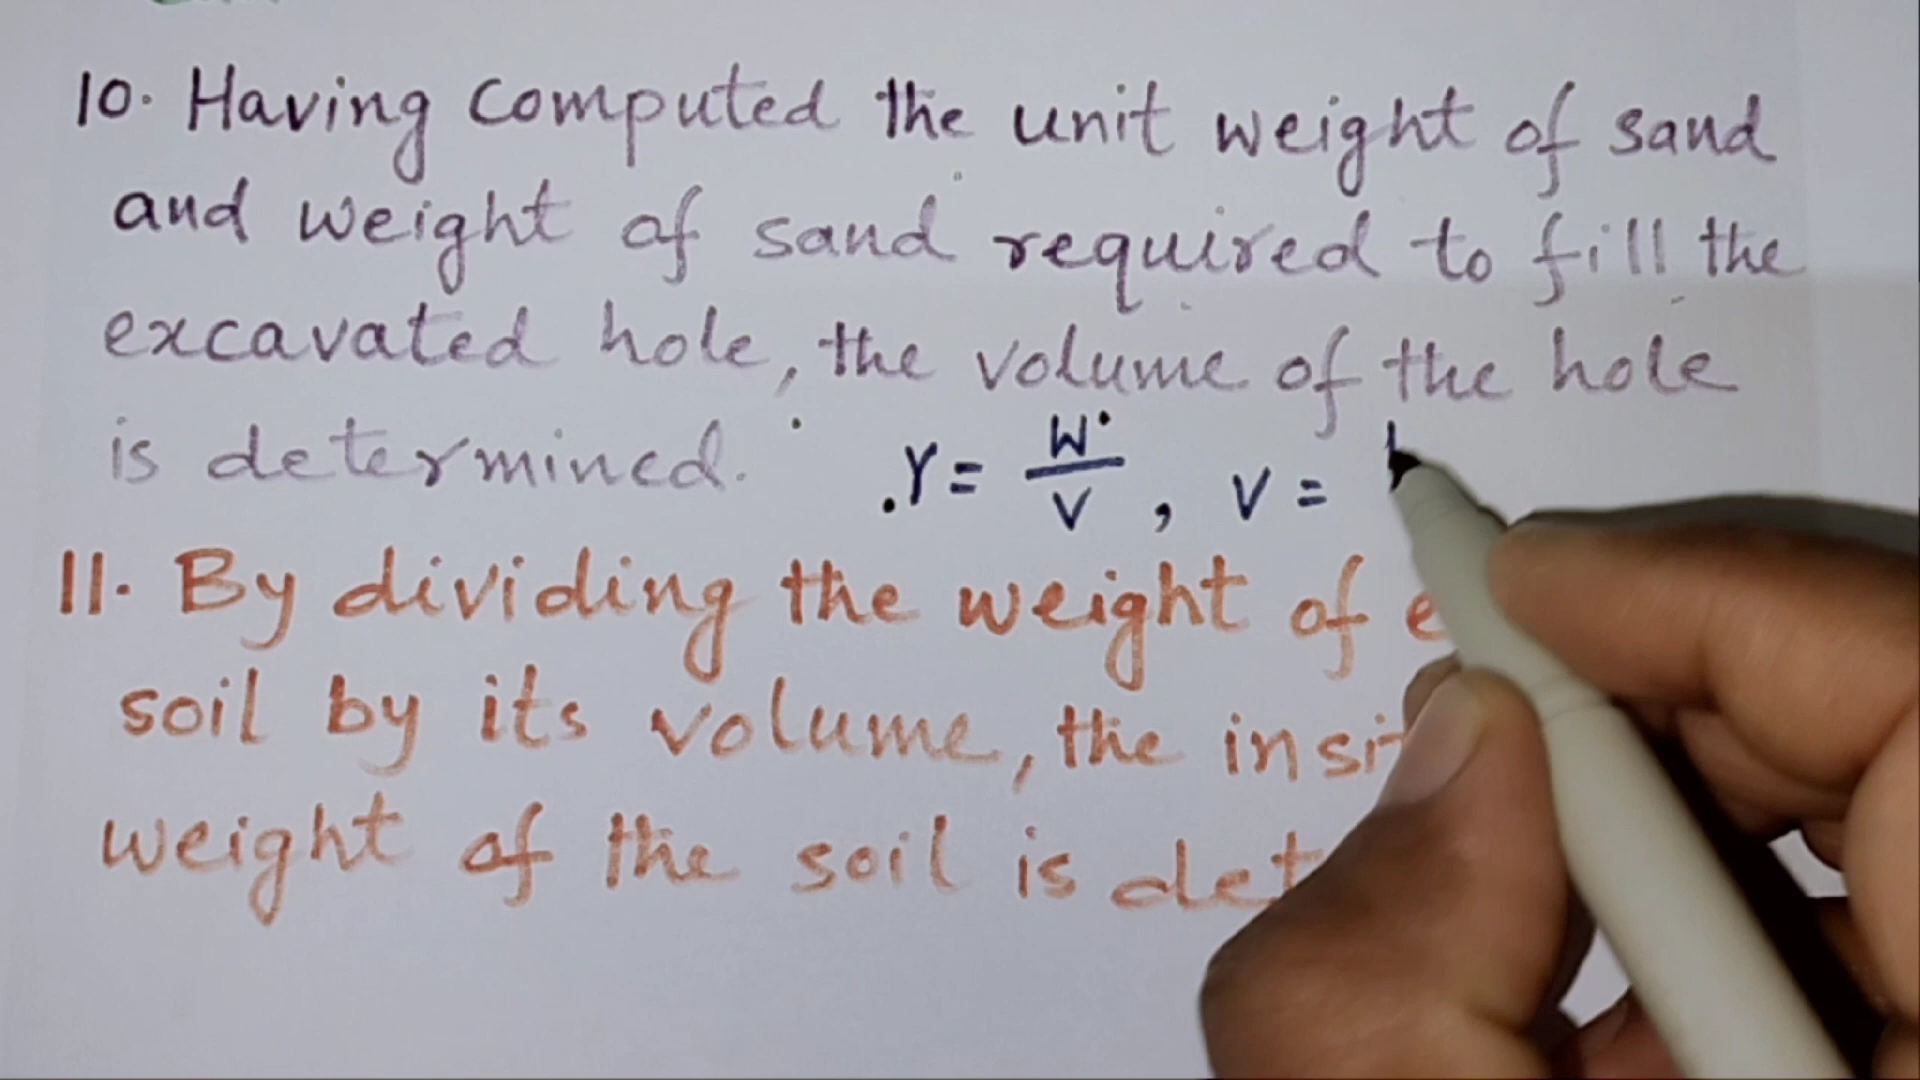 10. Having computed the unit weight of sand
and weight of sand required to fill the
excavated hole, the volume of the hole
is determined. γ = W/V, V =
11. By dividing the weight of
soil by its volume, the
weight of the soil is